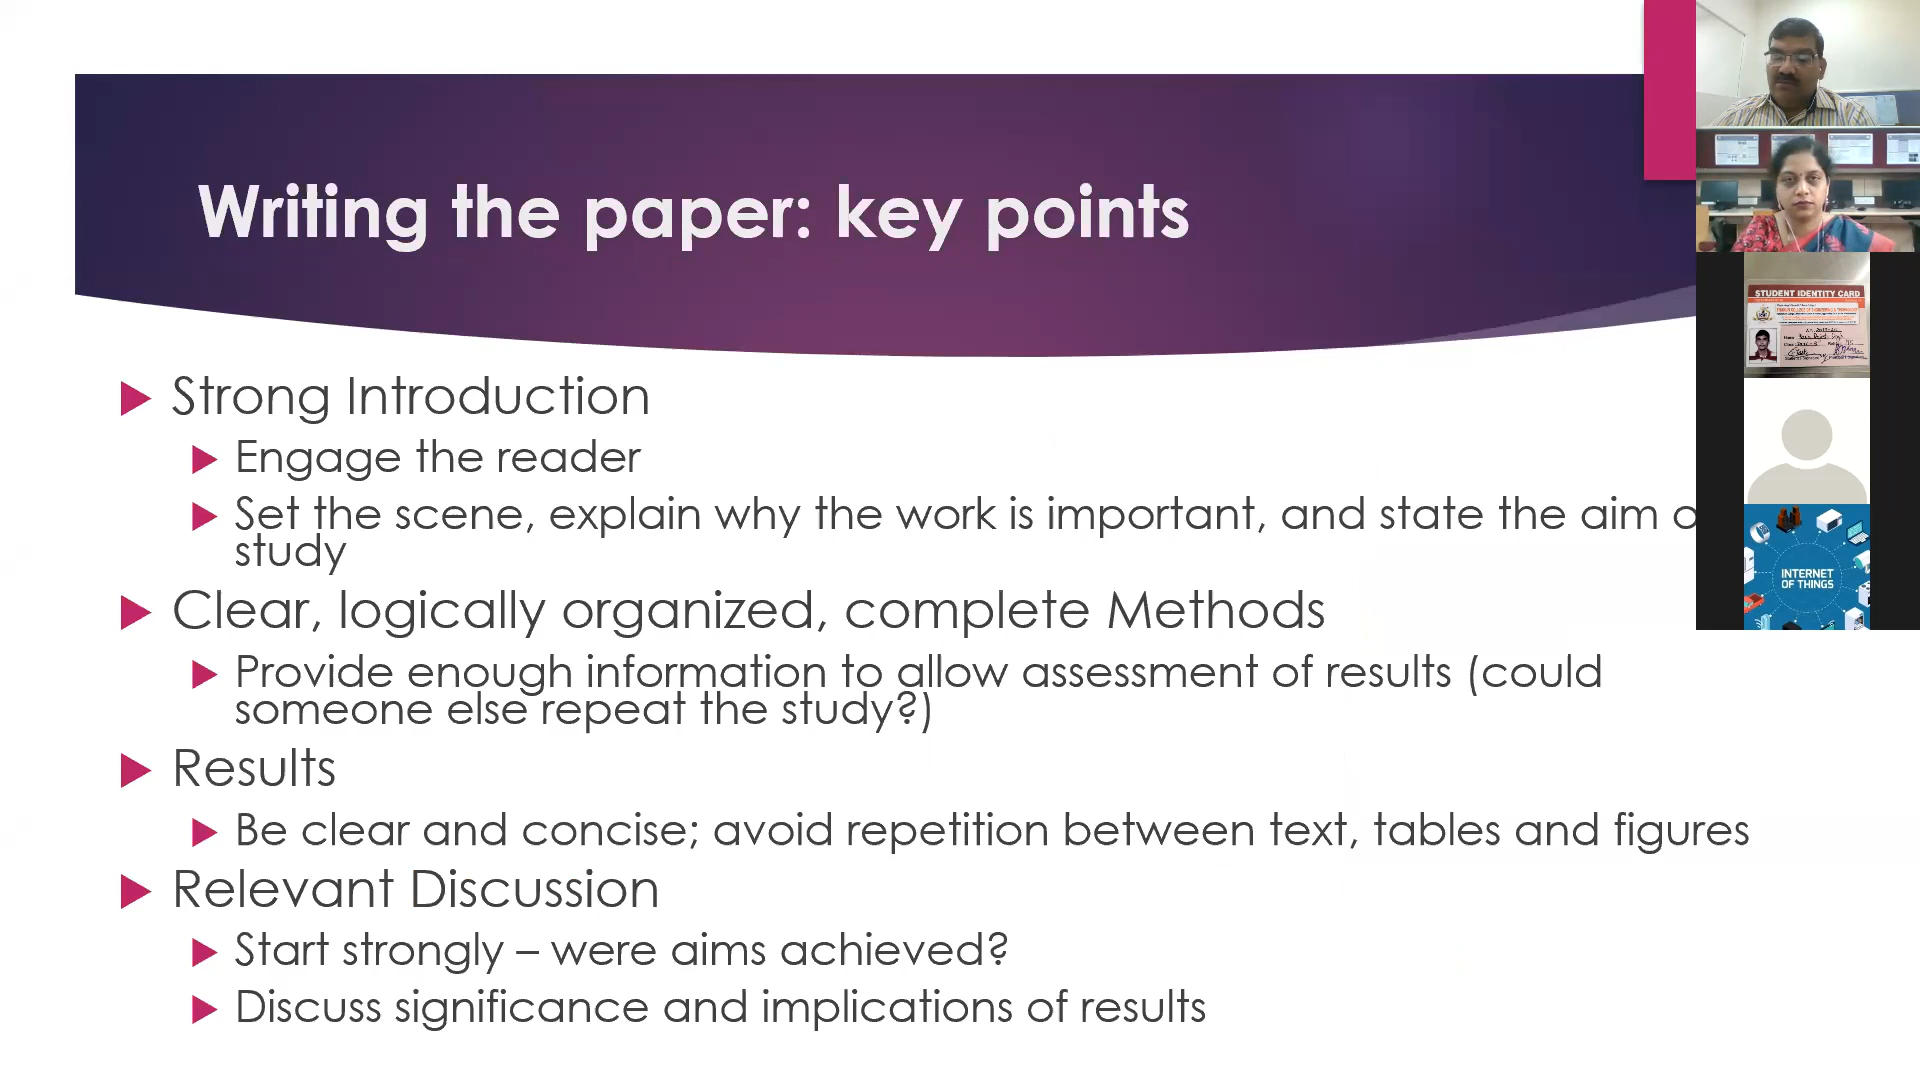 Writing the paper: key points
Strong Introduction
Engage the reader
Set the scene, explain why the work is important, and state the aim o
study
Clear, logically organized, complete Methods
Provide enough information to allow assessment of results (could
someone else repeat the study?)
Results
Be clear and concise; avoid repetition between text, tables and figures
Relevant Discussion
Start strongly – were aims achieved?
Discuss significance and implications of results
STUDENT IDENTITY CARD
INTERNET
OF THINGS